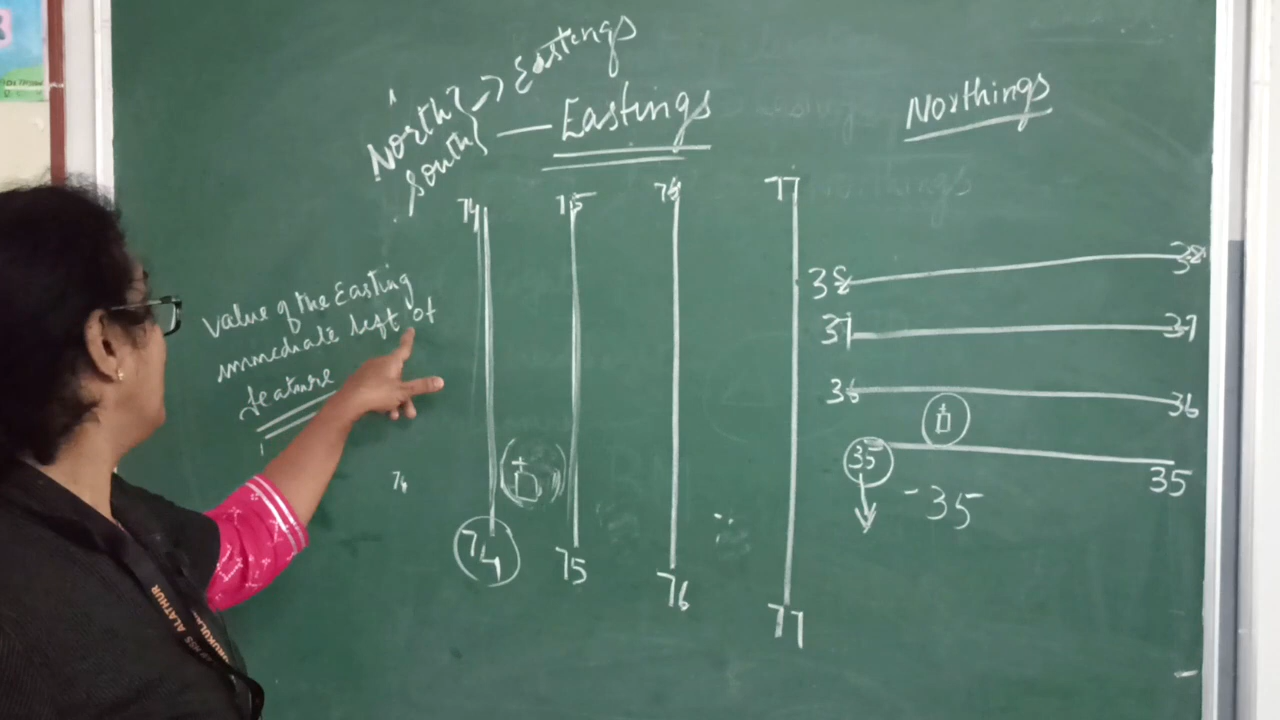 North
South
→ Eastings
— Eastings
Northings
Value of the Easting
immediate left of
feature
74 75 76 77
38 38
37 37
36 36
35 35
- 35
74 75 76 77
ALATHUR